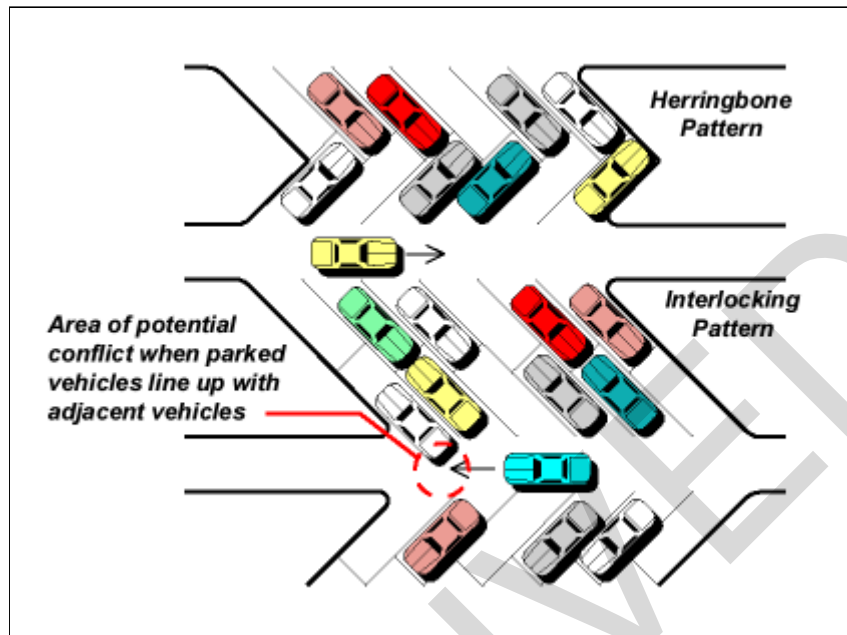 Herringbone
Pattern
Interlocking
Pattern
Area of potential
conflict when parked
vehicles line up with
adjacent vehicles